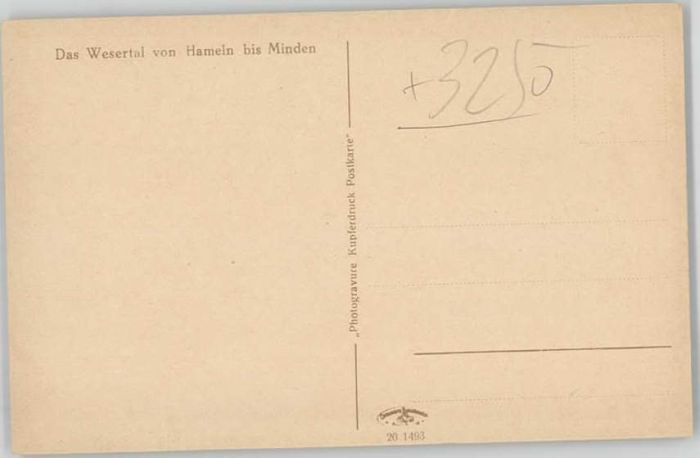 Das Wesertal von Hameln bis Minden
+3250
„Photogravure Kupferdruck Postkarte“
20 1493